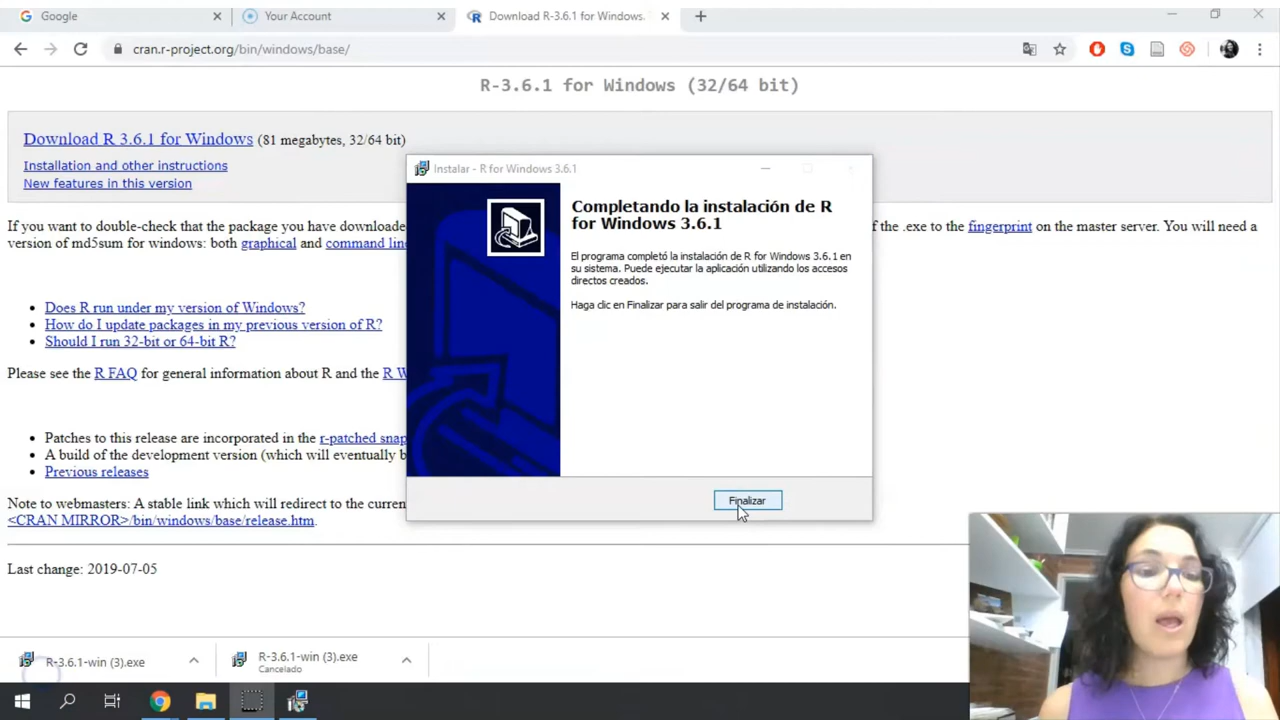 Google
Your Account
Download R-3.6.1 for Windows.
cran.r-project.org/bin/windows/base/
R-3.6.1 for Windows (32/64 bit)
Download R 3.6.1 for Windows (81 megabytes, 32/64 bit)
Installation and other instructions
New features in this version
If you want to double-check that the package you have downloade
f the .exe to the fingerprint on the master server. You will need a
version of md5sum for windows: both graphical and command line
Does R run under my version of Windows?
How do I update packages in my previous version of R?
Should I run 32-bit or 64-bit R?
Please see the R FAQ for general information about R and the R W
Patches to this release are incorporated in the r-patched snap
A build of the development version (which will eventually b
Previous releases
Note to webmasters: A stable link which will redirect to the curren
<CRAN MIRROR>/bin/windows/base/release.htm.
Last change: 2019-07-05
Instalar - R for Windows 3.6.1
Completando la instalación de R
for Windows 3.6.1
El programa completó la instalación de R for Windows 3.6.1 en
su sistema. Puede ejecutar la aplicación utilizando los accesos
directos creados.
Haga clic en Finalizar para salir del programa de instalación.
Finalizar
R-3.6.1-win (3).exe
R-3.6.1-win (3).exe
Cancelado